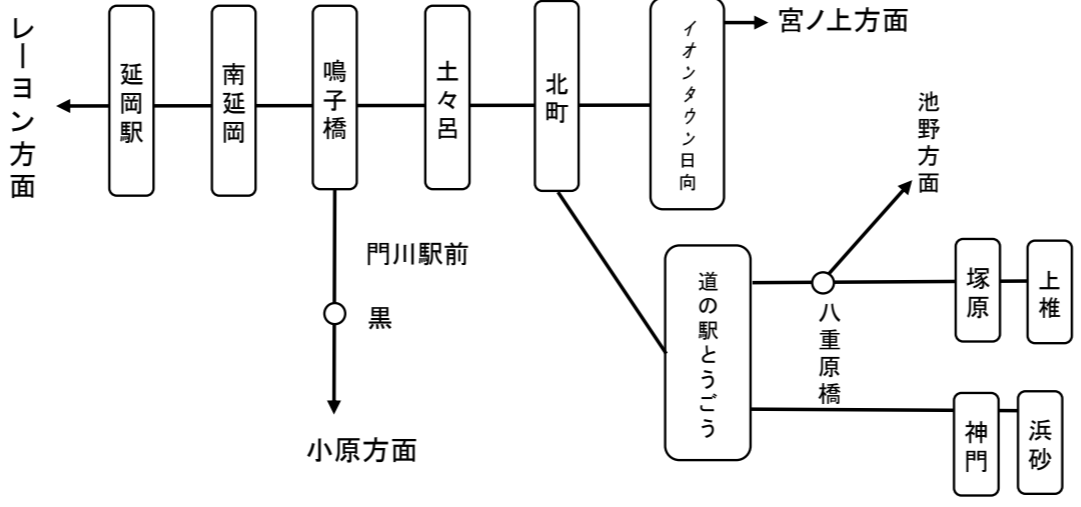 レーヨン方面
延岡駅
南延岡
鳴子橋
土々呂
北町
イオンタウン日向
宮ノ上方面
池野方面
門川駅前
黒
小原方面
道の駅とうごう
八重原橋
塚原
上椎
神門
浜砂